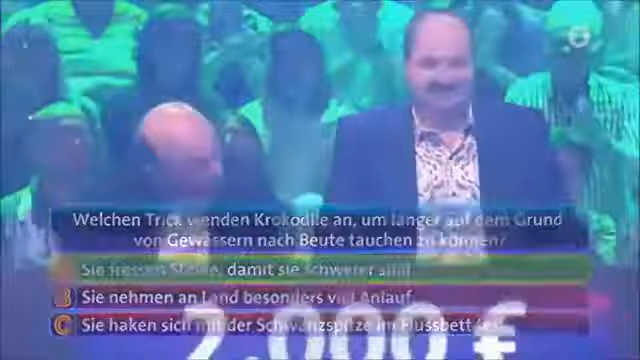 Welchen Trick wenden Krokodile an, um länger auf dem Grund
von Gewässern nach Beute tauchen zu können?
Sie fressen Steine, damit sie schwerer sind
B Sie nehmen an Land besonders viel Anlauf
C Sie haken sich mit der Schwanzspitze im Flussbett fest
2.000 €